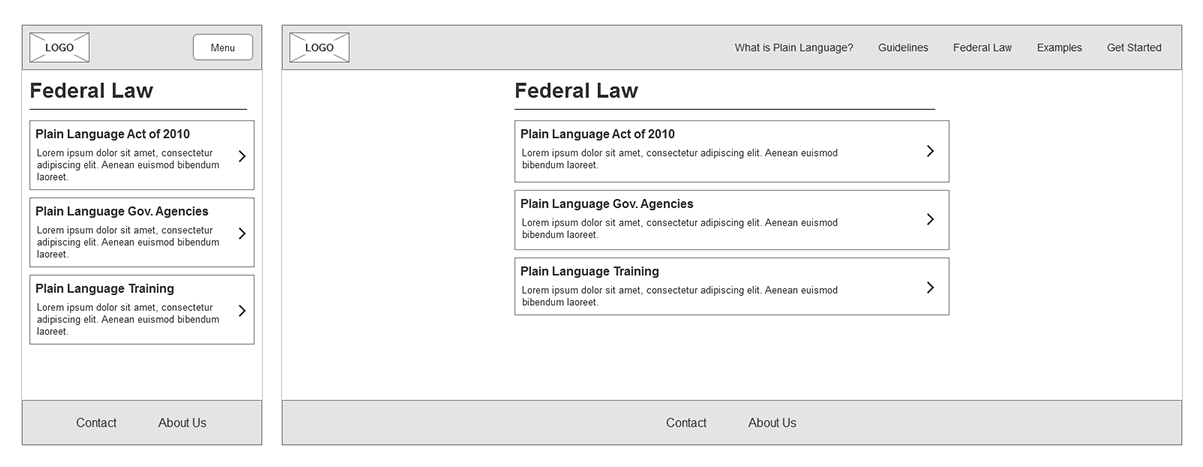 LOGO
Menu
Federal Law
Plain Language Act of 2010
Lorem ipsum dolor sit amet, consectetur
adipiscing elit. Aenean euismod bibendum
laoreet.
Plain Language Gov. Agencies
Lorem ipsum dolor sit amet, consectetur
adipiscing elit. Aenean euismod bibendum
laoreet.
Plain Language Training
Lorem ipsum dolor sit amet, consectetur
adipiscing elit. Aenean euismod bibendum
laoreet.
Contact About Us
LOGO
What is Plain Language? Guidelines Federal Law Examples Get Started
Federal Law
Plain Language Act of 2010
Lorem ipsum dolor sit amet, consectetur adipiscing elit. Aenean euismod
bibendum laoreet.
Plain Language Gov. Agencies
Lorem ipsum dolor sit amet, consectetur adipiscing elit. Aenean euismod
bibendum laoreet.
Plain Language Training
Lorem ipsum dolor sit amet, consectetur adipiscing elit. Aenean euismod
bibendum laoreet.
Contact About Us